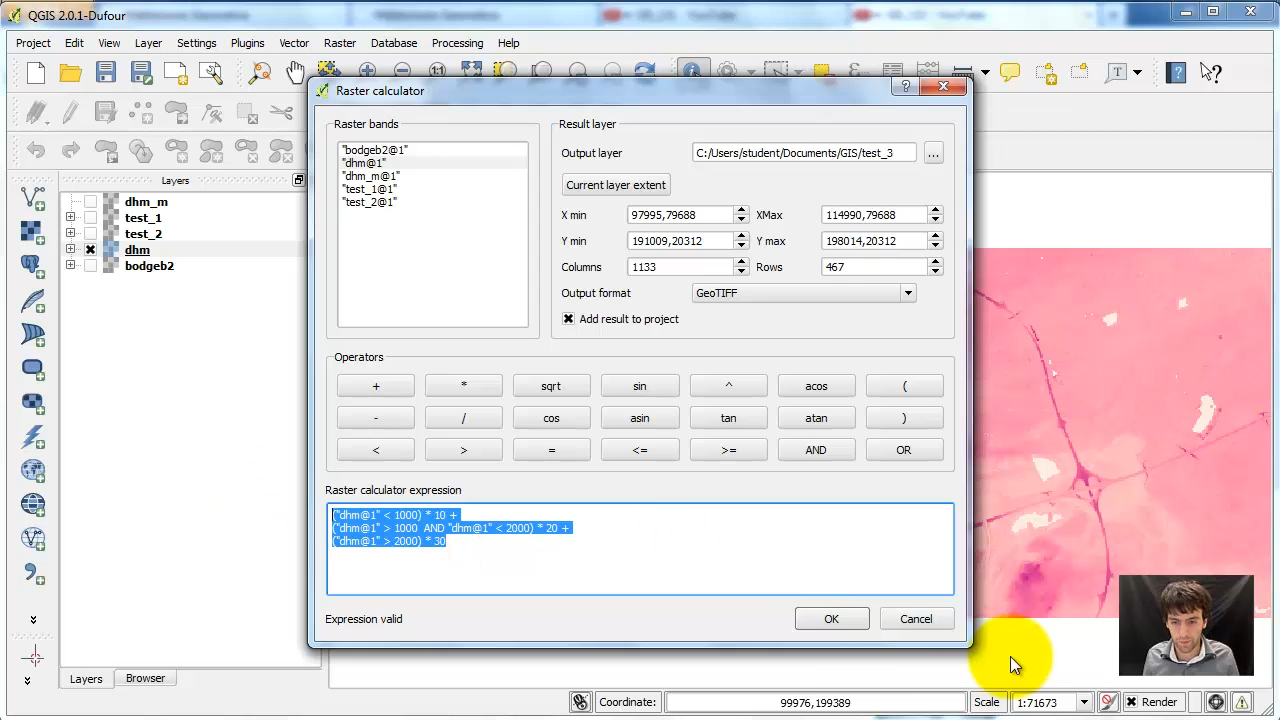 QGIS 2.0.1-Dufour
Project Edit View Layer Settings Plugins Vector Raster Database Processing Help
Raster calculator
Layers
dhm_m
test_1
test_2
dhm
bodgeb2
Raster bands
"bodgeb2@1"
"dhm@1"
"dhm_m@1"
"test_1@1"
"test_2@1"
Result layer
Output layer C:/Users/student/Documents/GIS/test_3 ...
Current layer extent
X min 97995,79688 XMax 114990,79688
Y min 191009,20312 Y max 198014,20312
Columns 1133 Rows 467
Output format GeoTIFF
Add result to project
Operators
+ * sqrt sin ^ acos (
- / cos asin tan atan )
< > = <= >= AND OR
Raster calculator expression
("dhm@1" < 1000) * 10 +
("dhm@1" > 1000 AND "dhm@1" < 2000) * 20 +
("dhm@1" > 2000) * 30
Expression valid
OK Cancel
Layers Browser
Coordinate: 99976,199389 Scale 1:71673 Render